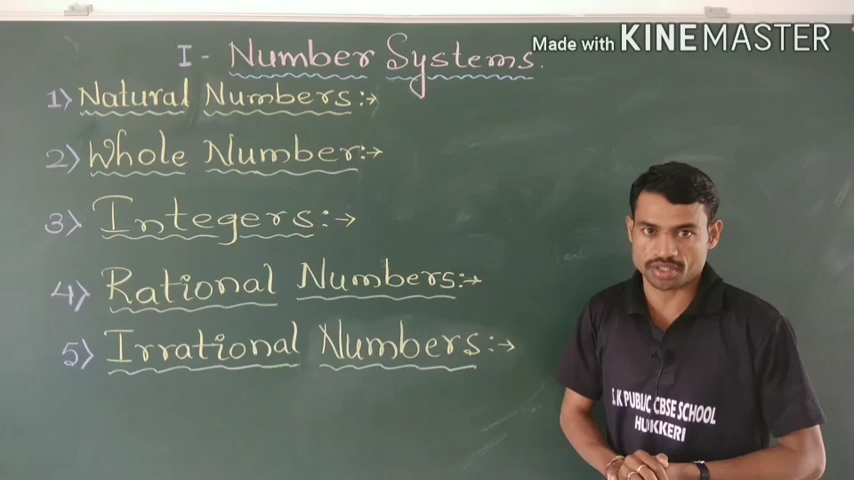 I - Number Systems.
Made with KINEMASTER
1) Natural Numbers:→
2) Whole Number:→
3) Integers:→
4) Rational Numbers:→
5) Irrational Numbers:→
K PUBLIC CBSE SCHOOL
HUKKERI